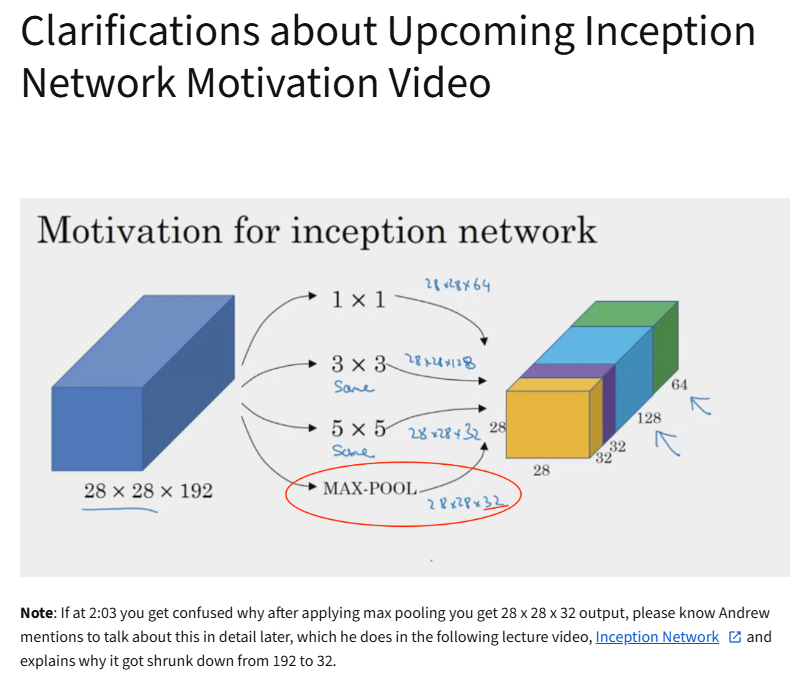 Clarifications about Upcoming Inception
Network Motivation Video
Motivation for inception network
28×28×64
1 × 1
3 × 3
28×28×128
Same
64
128
5 × 5
28×28×32
28
Same
32
32
28
28 × 28 × 192
MAX-POOL
28×28×32
Note: If at 2:03 you get confused why after applying max pooling you get 28 x 28 x 32 output, please know Andrew
mentions to talk about this in detail later, which he does in the following lecture video, Inception Network and
explains why it got shrunk down from 192 to 32.